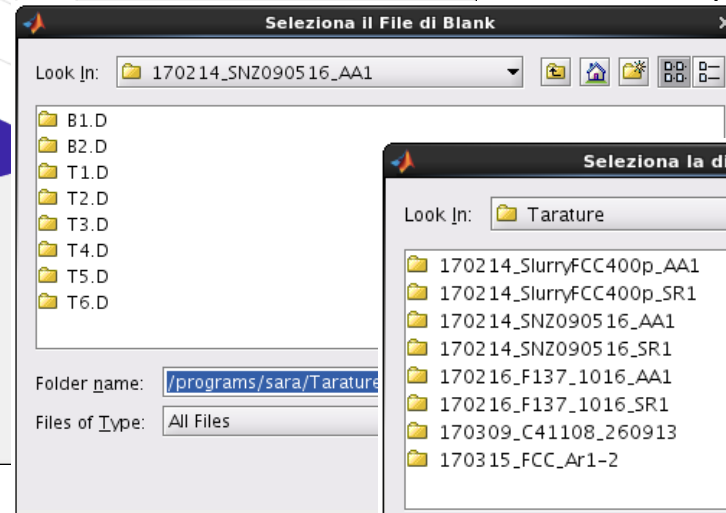 Seleziona il File di Blank
Look In: 170214_SNZ090516_AA1
B1.D
B2.D
T1.D
T2.D
T3.D
T4.D
T5.D
T6.D
Folder name: /programs/sara/Tarature
Files of Type: All Files
Seleziona la di
Look In: Tarature
170214_SlurryFCC400p_AA1
170214_SlurryFCC400p_SR1
170214_SNZ090516_AA1
170214_SNZ090516_SR1
170216_F137_1016_AA1
170216_F137_1016_SR1
170309_C41108_260913
170315_FCC_Ar1-2